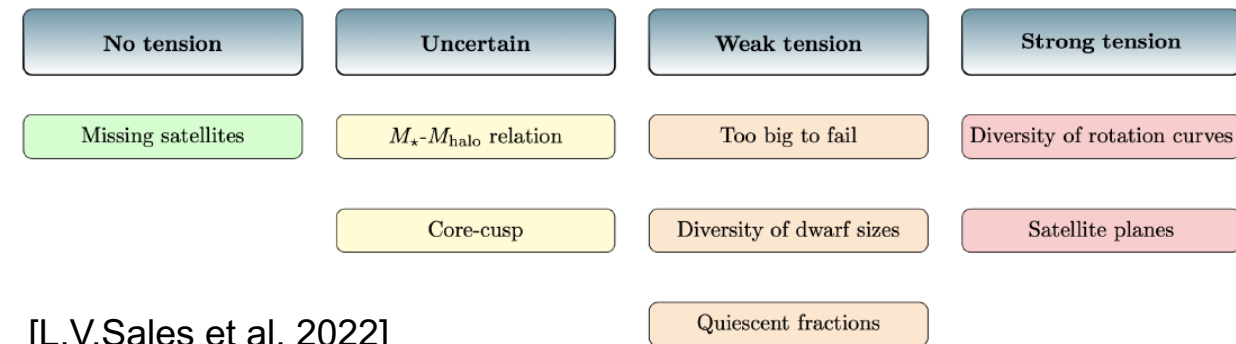 No tension
Uncertain
Weak tension
Strong tension
Missing satellites
M⋆-Mhalo relation
Too big to fail
Diversity of rotation curves
Core-cusp
Diversity of dwarf sizes
Satellite planes
Quiescent fractions
[L.V.Sales et al. 2022]